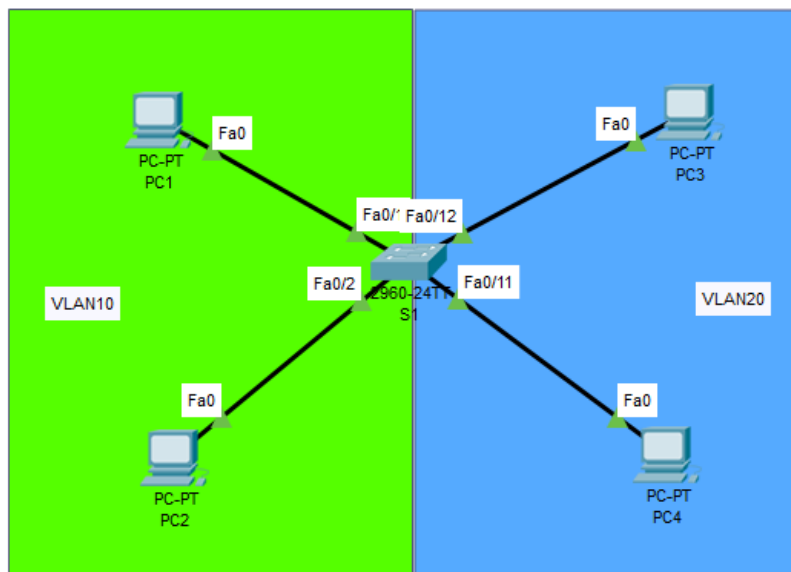 Fa0
PC-PT
PC1
Fa0
PC-PT
PC3
Fa0/12
Fa0/2
S1
Fa0/11
VLAN10
VLAN20
Fa0
PC-PT
PC2
Fa0
PC-PT
PC4